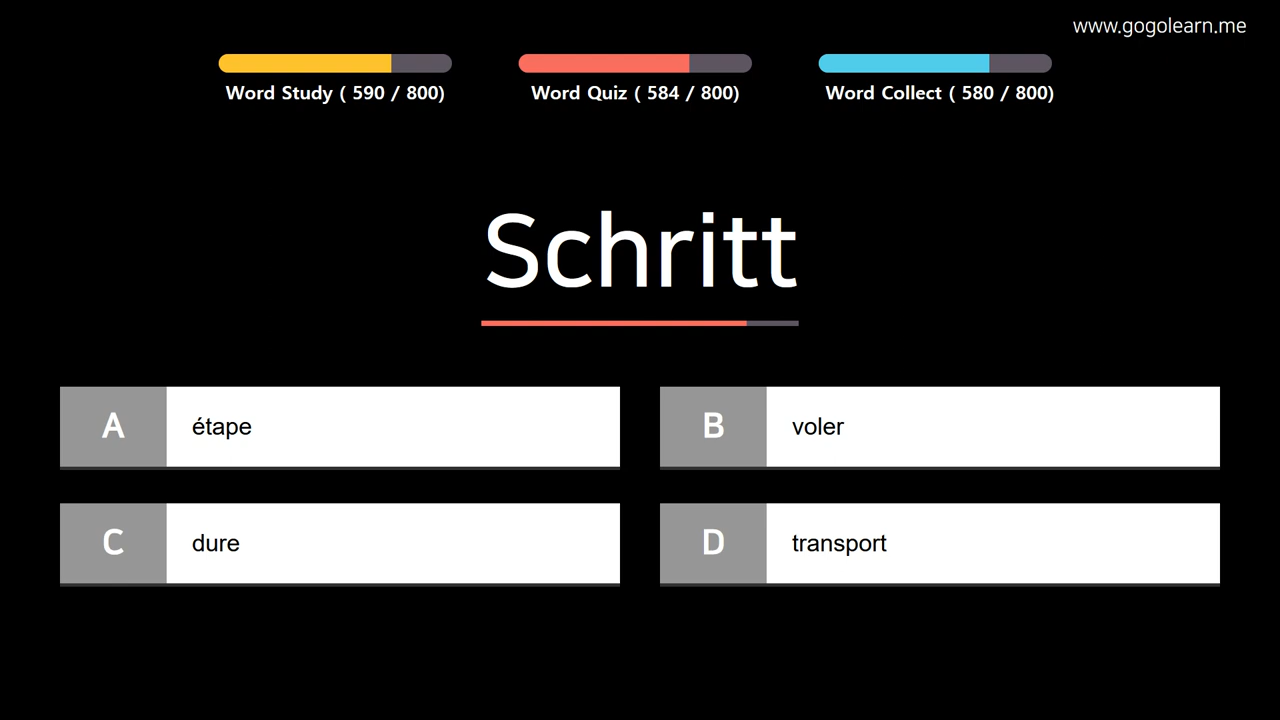 www.gogolearn.me
Word Study ( 590 / 800)
Word Quiz ( 584 / 800)
Word Collect ( 580 / 800)
Schritt
A étape
B voler
C dure
D transport